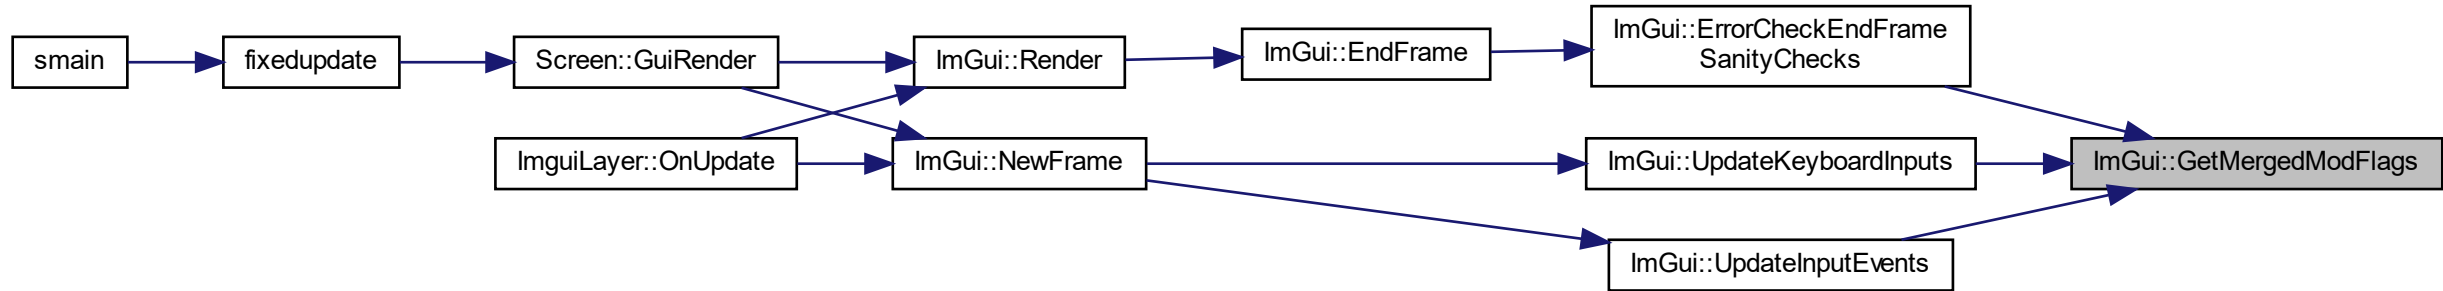 smain
fixedupdate
Screen::GuiRender
ImguiLayer::OnUpdate
ImGui::Render
ImGui::NewFrame
ImGui::EndFrame
ImGui::ErrorCheckEndFrame
SanityChecks
ImGui::UpdateKeyboardInputs
ImGui::UpdateInputEvents
ImGui::GetMergedModFlags